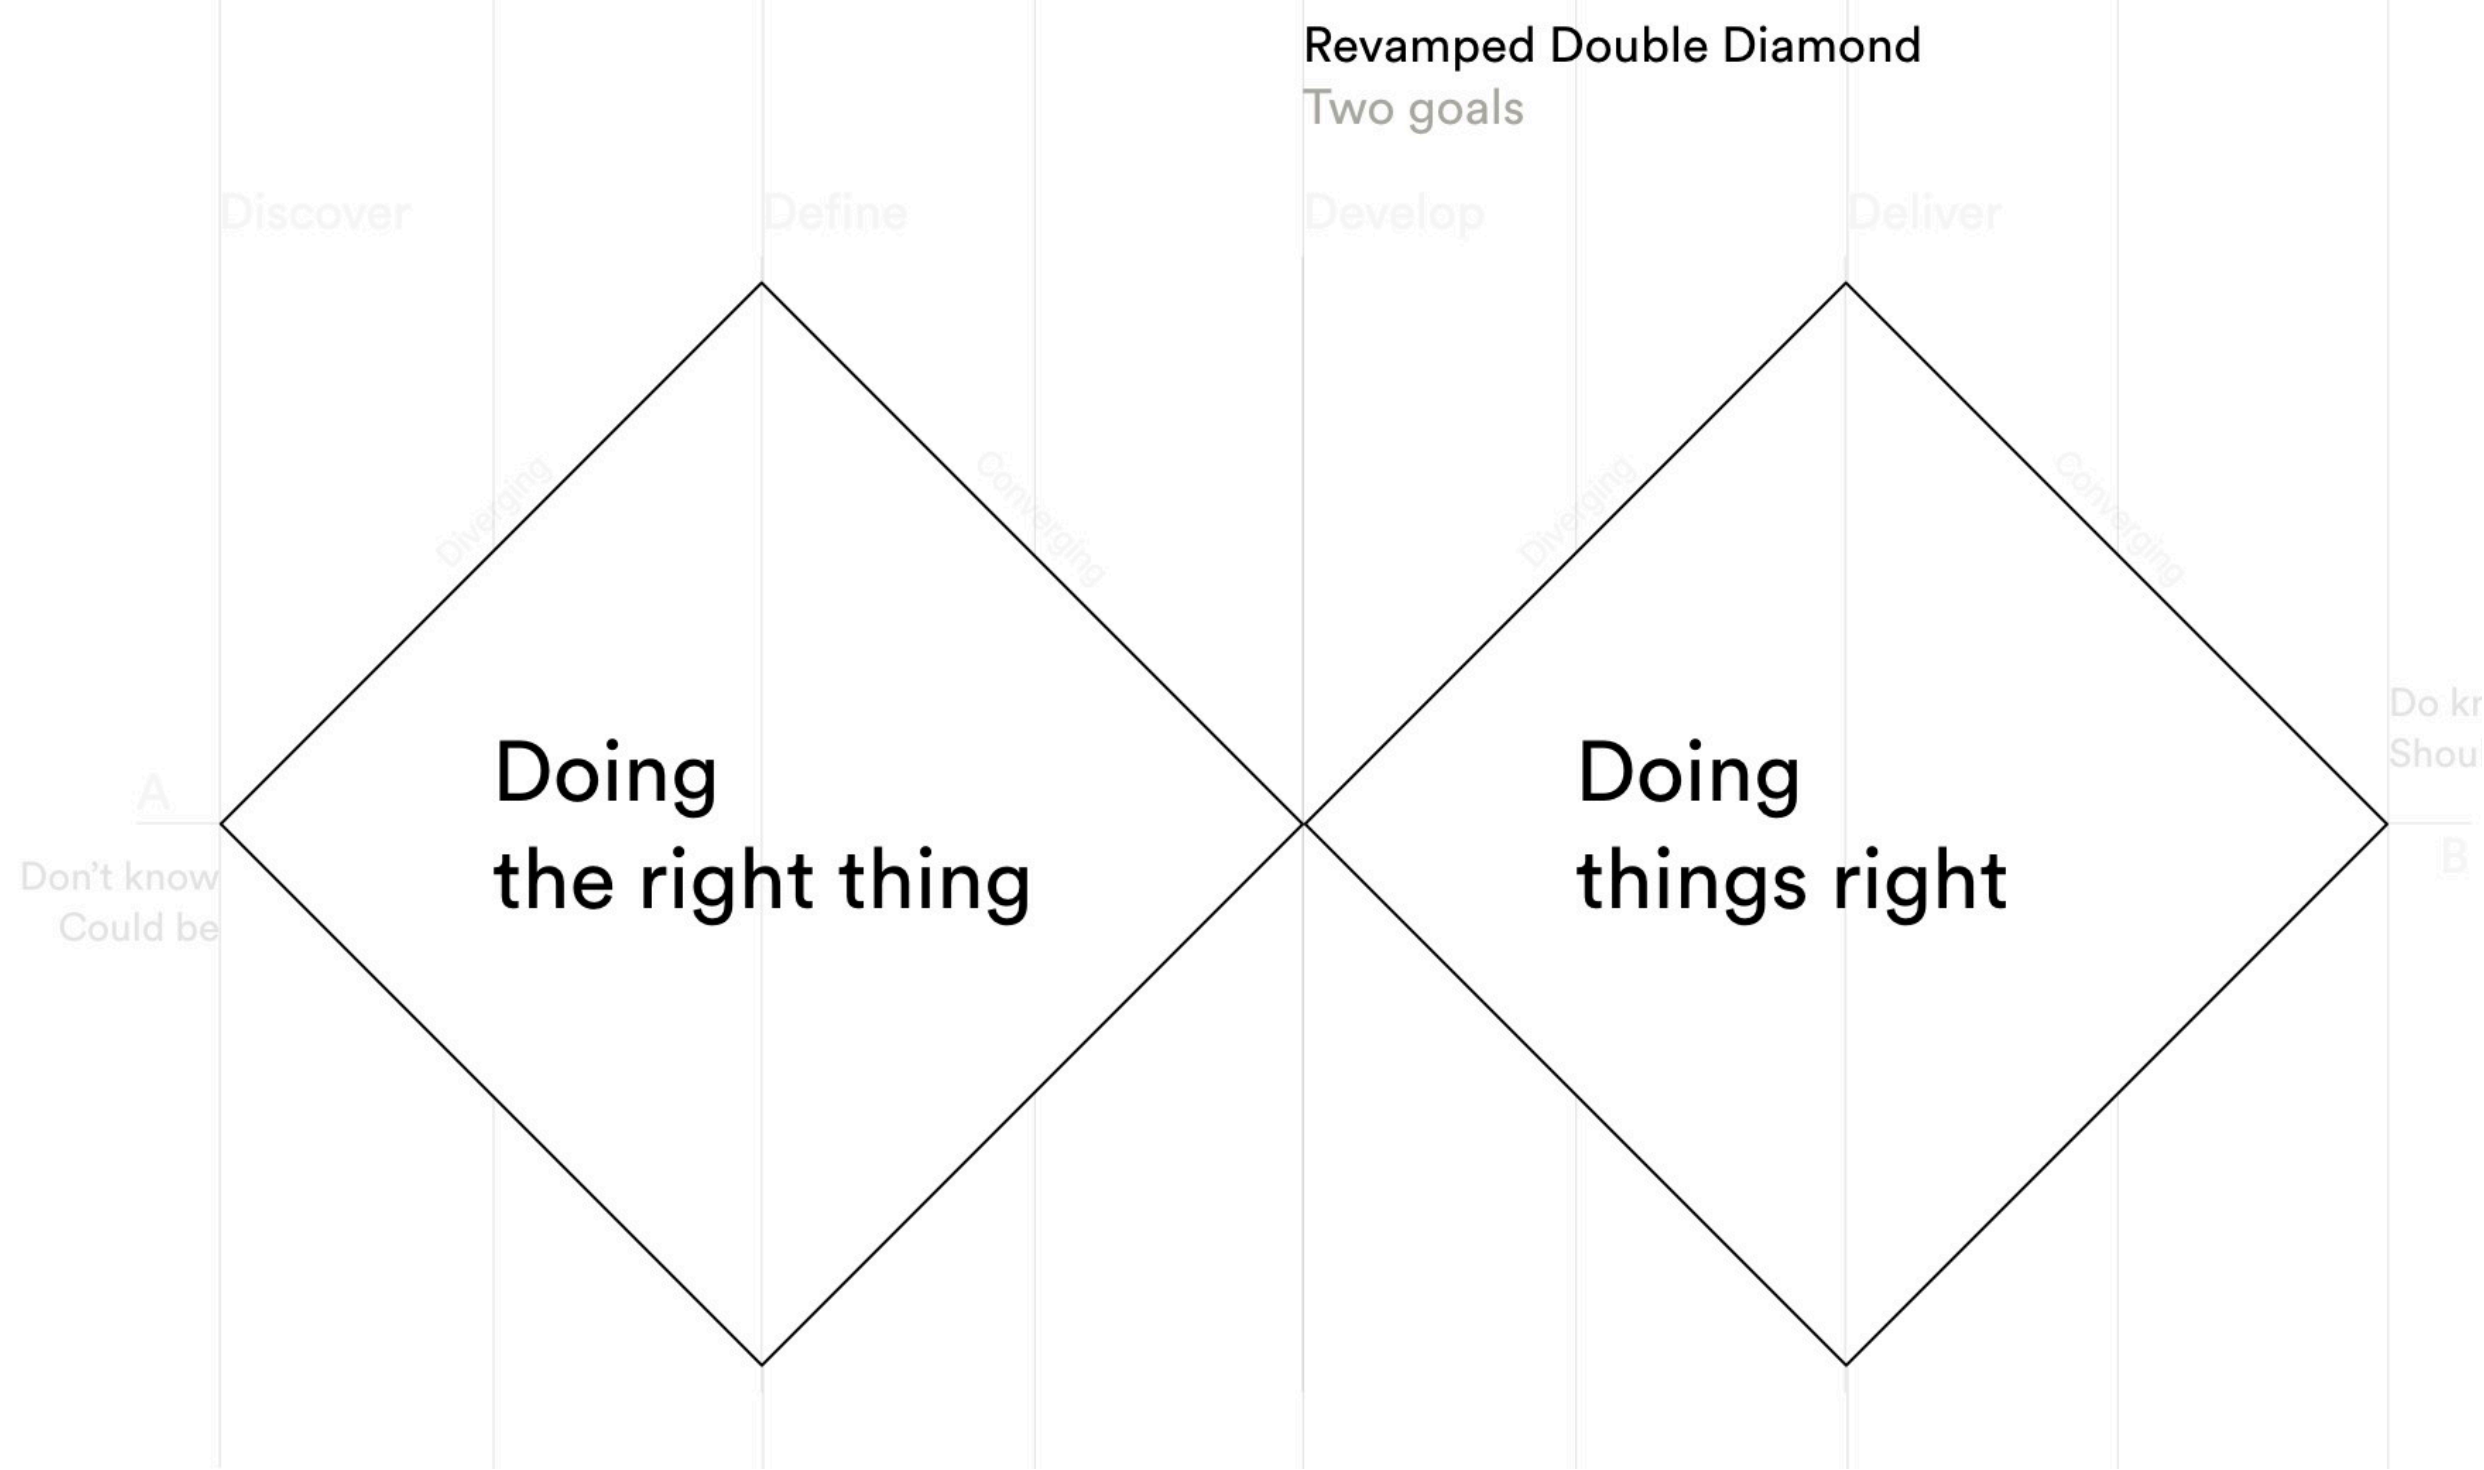 Revamped Double Diamond
Two goals
Discover
Define
Develop
Deliver
Diverging
Converging
Diverging
Converging
Doing
the right thing
Doing
things right
A
Don't know
Could be
Do
B